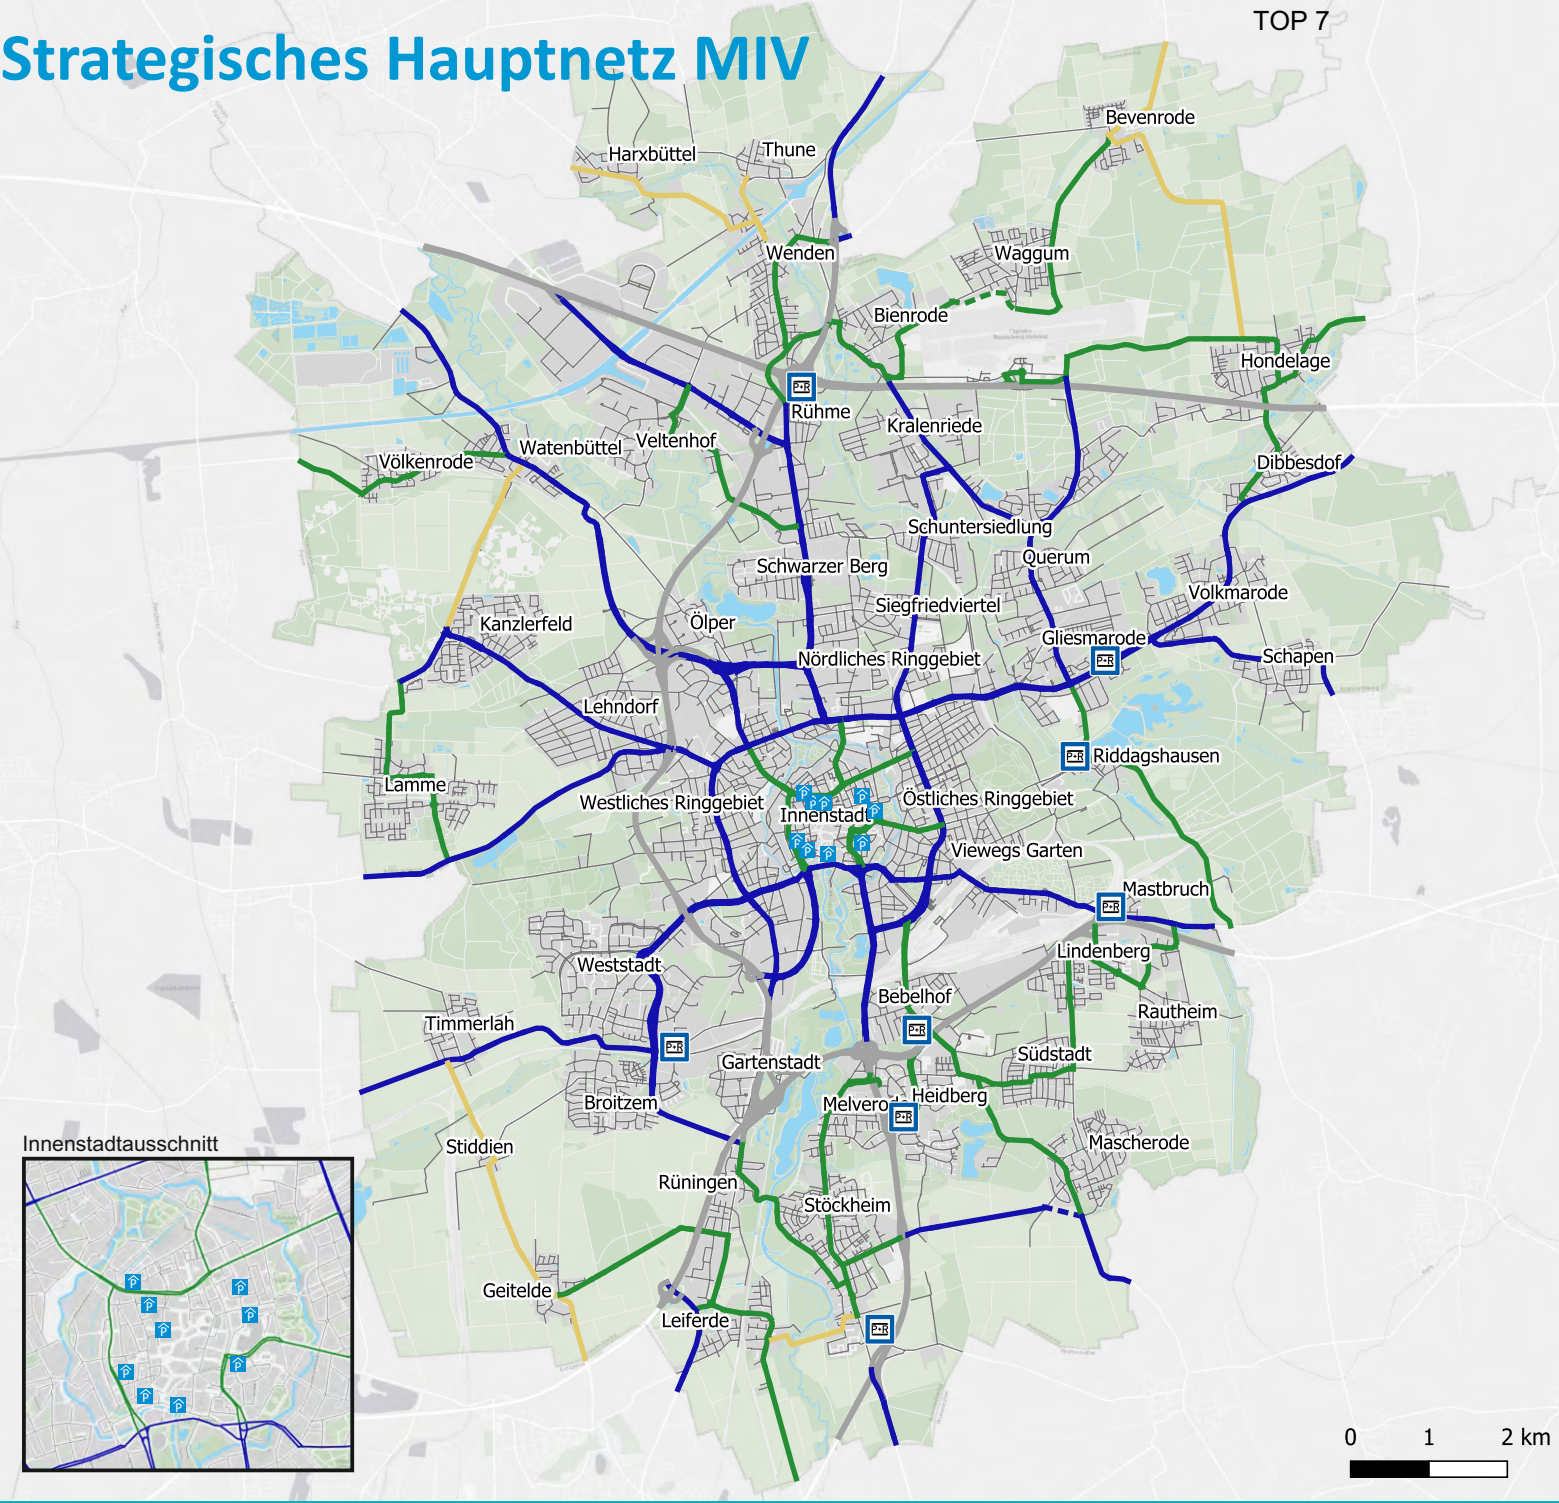 TOP 7
Strategisches Hauptnetz MIV
Bevenrode
Harxbüttel
Thune
Wenden
Waggum
Bienrode
Hondelage
P+R
Rühme
Kralenriede
Veltenhof
Watenbüttel
Völkenrode
Dibbesdof
Schuntersiedlung
Querum
Schwarzer Berg
Volkmarode
Siegfriedviertel
Kanzlerfeld
Ölper
Gliesmarode
P+R
Nördliches Ringgebiet
Schapen
Lehndorf
P+R
Riddagshausen
Lamme
Westliches Ringgebiet
Östliches Ringgebiet
P
P
P
P
P
Innenstadt
P
P
P
P
Viewegs Garten
Mastbruch
P+R
Lindenberg
Weststadt
Bebelhof
Rautheim
Timmerlah
P+R
P+R
Südstadt
Gartenstadt
Broitzem
Melverode
Heidberg
P+R
Mascherode
Stiddien
Innenstadtausschnitt
Rüningen
Stöckheim
Geitelde
Leiferde
P+R
P
P
P
P
P
P
P
P
P
0 1 2 km